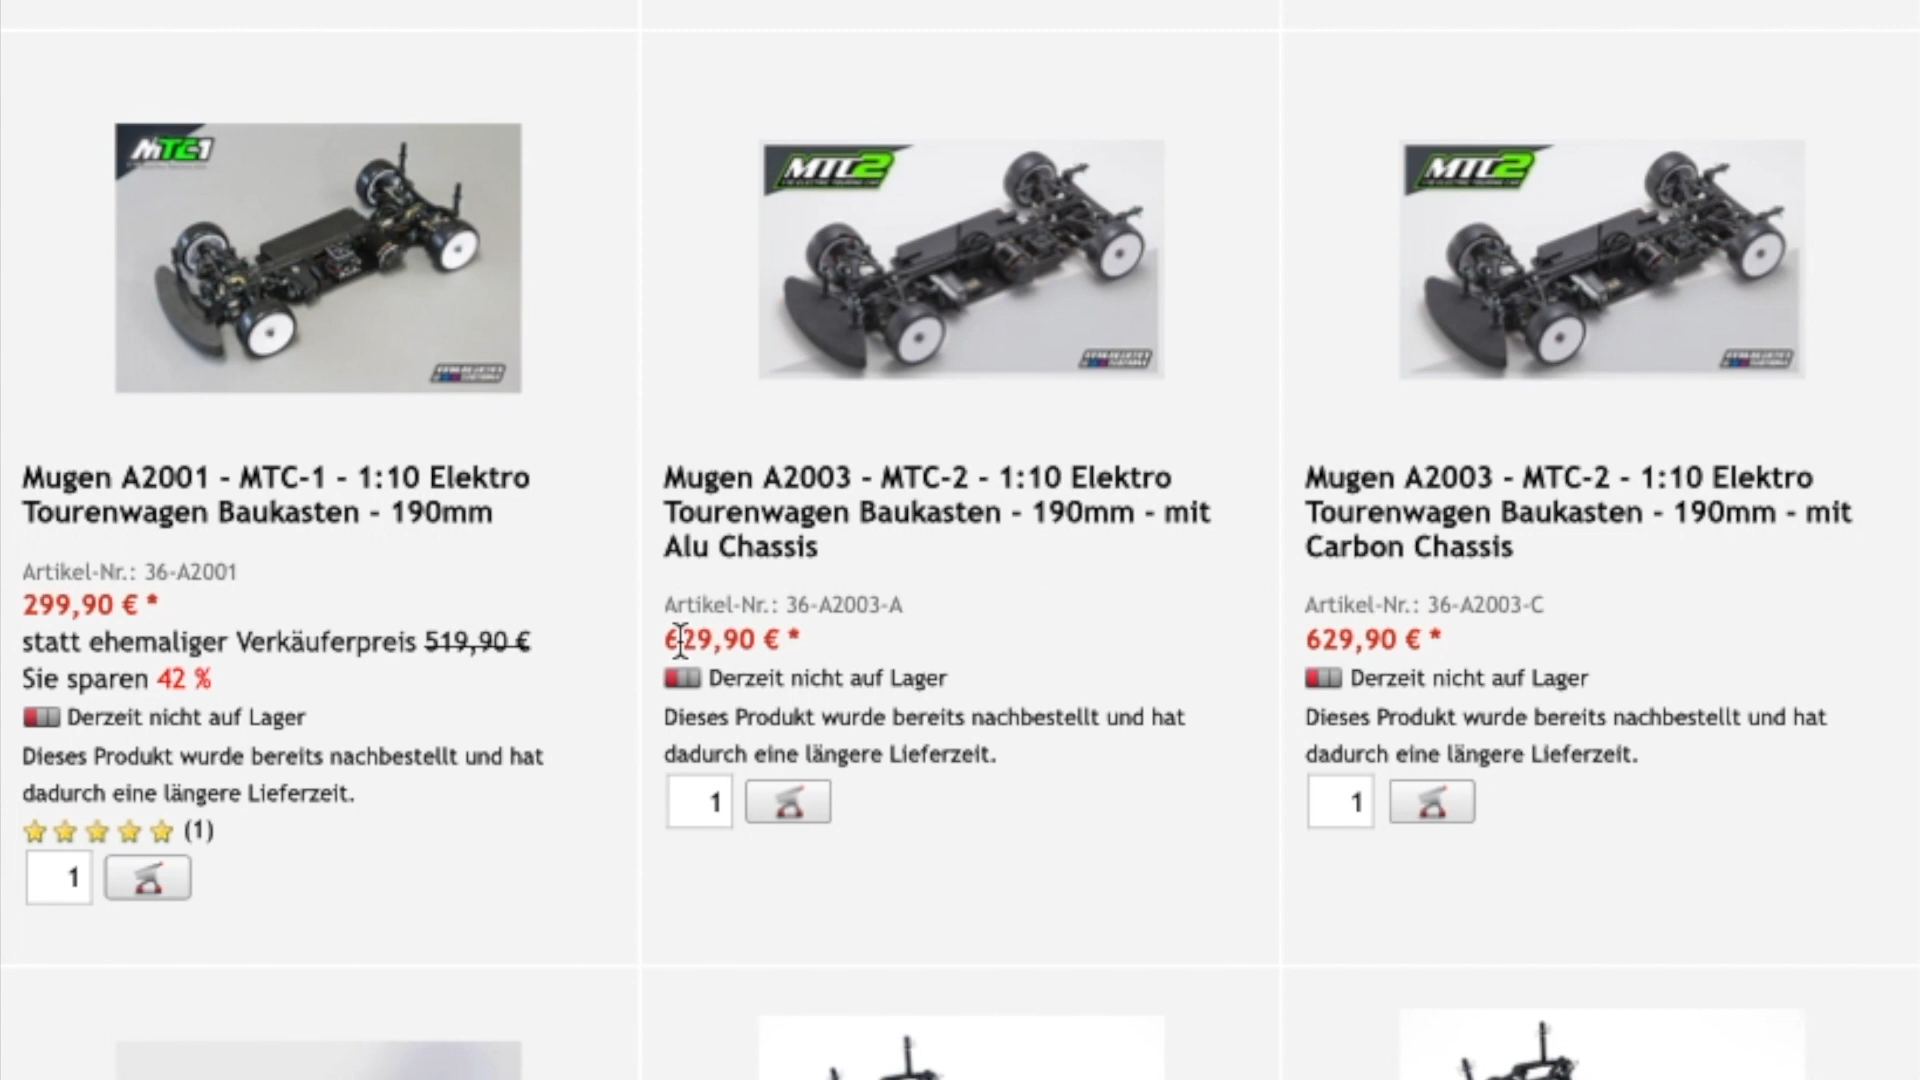 MTC-1
MTC2
MTC2
Mugen A2001 - MTC-1 - 1:10 Elektro
Tourenwagen Baukasten - 190mm
Artikel-Nr.: 36-A2001
299,90 € *
statt ehemaliger Verkäuferpreis 519,90 €
Sie sparen 42 %
Derzeit nicht auf Lager
Dieses Produkt wurde bereits nachbestellt und hat
dadurch eine längere Lieferzeit.
(1)
1
Mugen A2003 - MTC-2 - 1:10 Elektro
Tourenwagen Baukasten - 190mm - mit
Alu Chassis
Artikel-Nr.: 36-A2003-A
629,90 € *
Derzeit nicht auf Lager
Dieses Produkt wurde bereits nachbestellt und hat
dadurch eine längere Lieferzeit.
1
Mugen A2003 - MTC-2 - 1:10 Elektro
Tourenwagen Baukasten - 190mm - mit
Carbon Chassis
Artikel-Nr.: 36-A2003-C
629,90 € *
Derzeit nicht auf Lager
Dieses Produkt wurde bereits nachbestellt und hat
dadurch eine längere Lieferzeit.
1